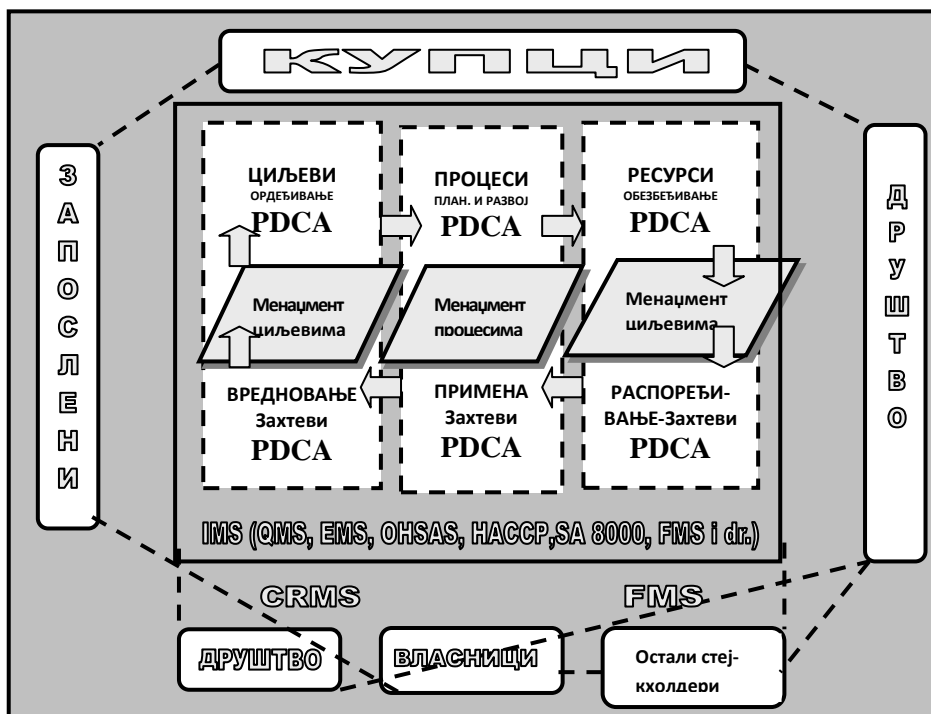 КУПЦИ
ЗАПОСЛЕНИ
ДРУШТВО
ЦИЉЕВИ
ОРДЕЂИВАЊЕ
PDCA
ПРОЦЕСИ
ПЛАН. И РАЗВОЈ
PDCA
РЕСУРСИ
ОБЕЗБЕЂИВАЊЕ
PDCA
Менаџмент
циљевима
Менаџмент
процесима
Менаџмент
циљевима
ВРЕДНОВАЊЕ
Захтеви
PDCA
ПРИМЕНА
Захтеви
PDCA
РАСПОРЕЂИ-
ВАЊЕ-Захтеви
PDCA
IMS (QMS, EMS, OHSAS, HACCP,SA 8000, FMS i dr.)
CRMS
FMS
ДРУШТВО
ВЛАСНИЦИ
Остали стеј-
кхолдери